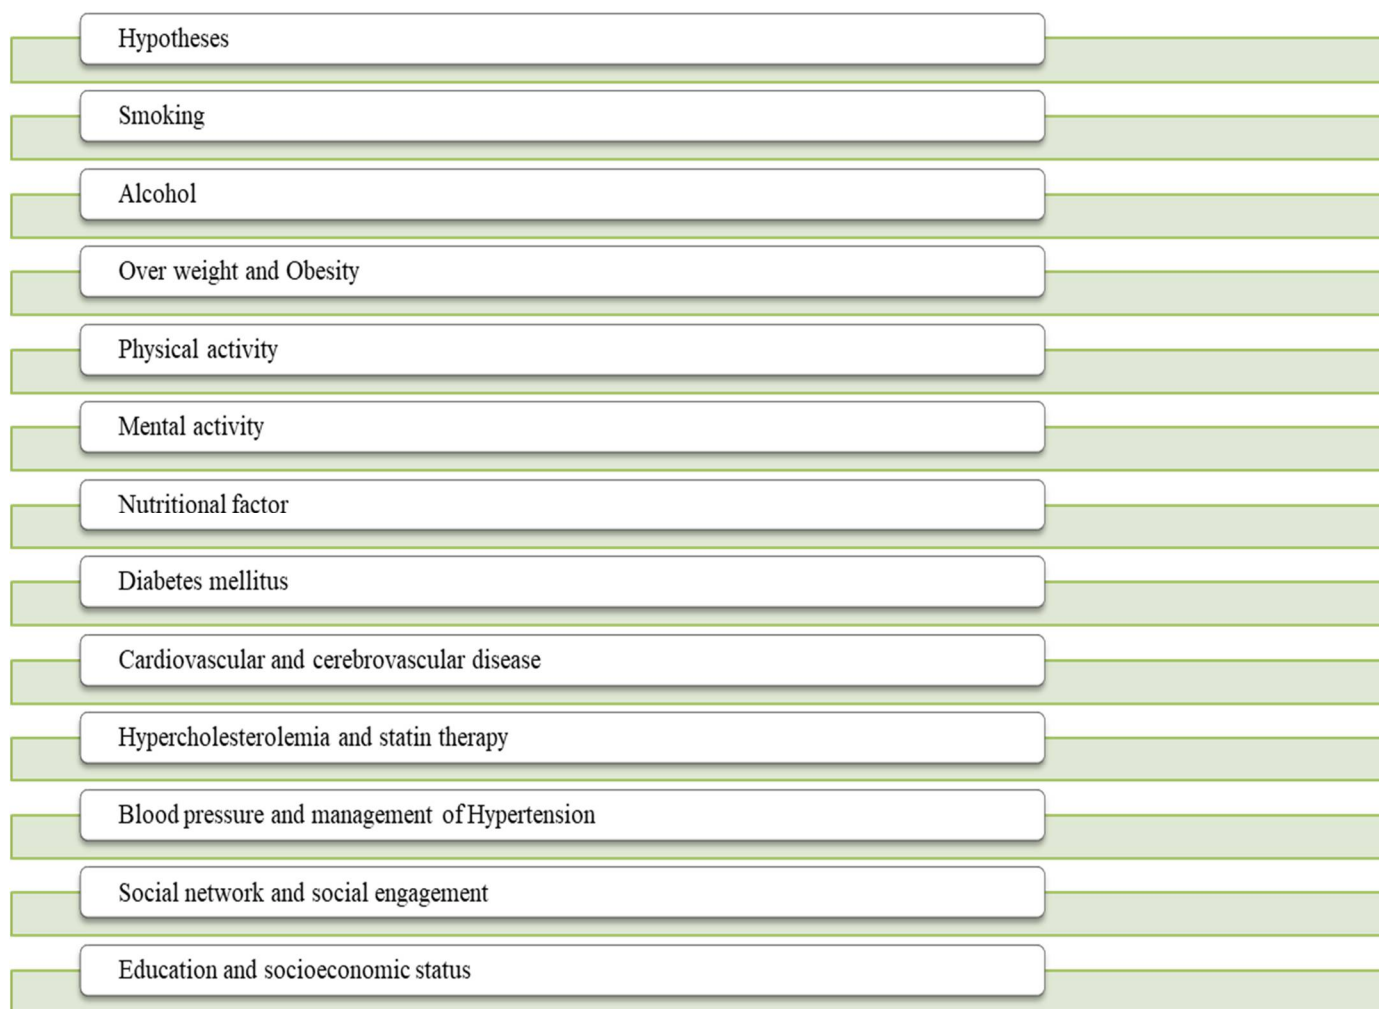 Hypotheses
Smoking
Alcohol
Over weight and Obesity
Physical activity
Mental activity
Nutritional factor
Diabetes mellitus
Cardiovascular and cerebrovascular disease
Hypercholesterolemia and statin therapy
Blood pressure and management of Hypertension
Social network and social engagement
Education and socioeconomic status